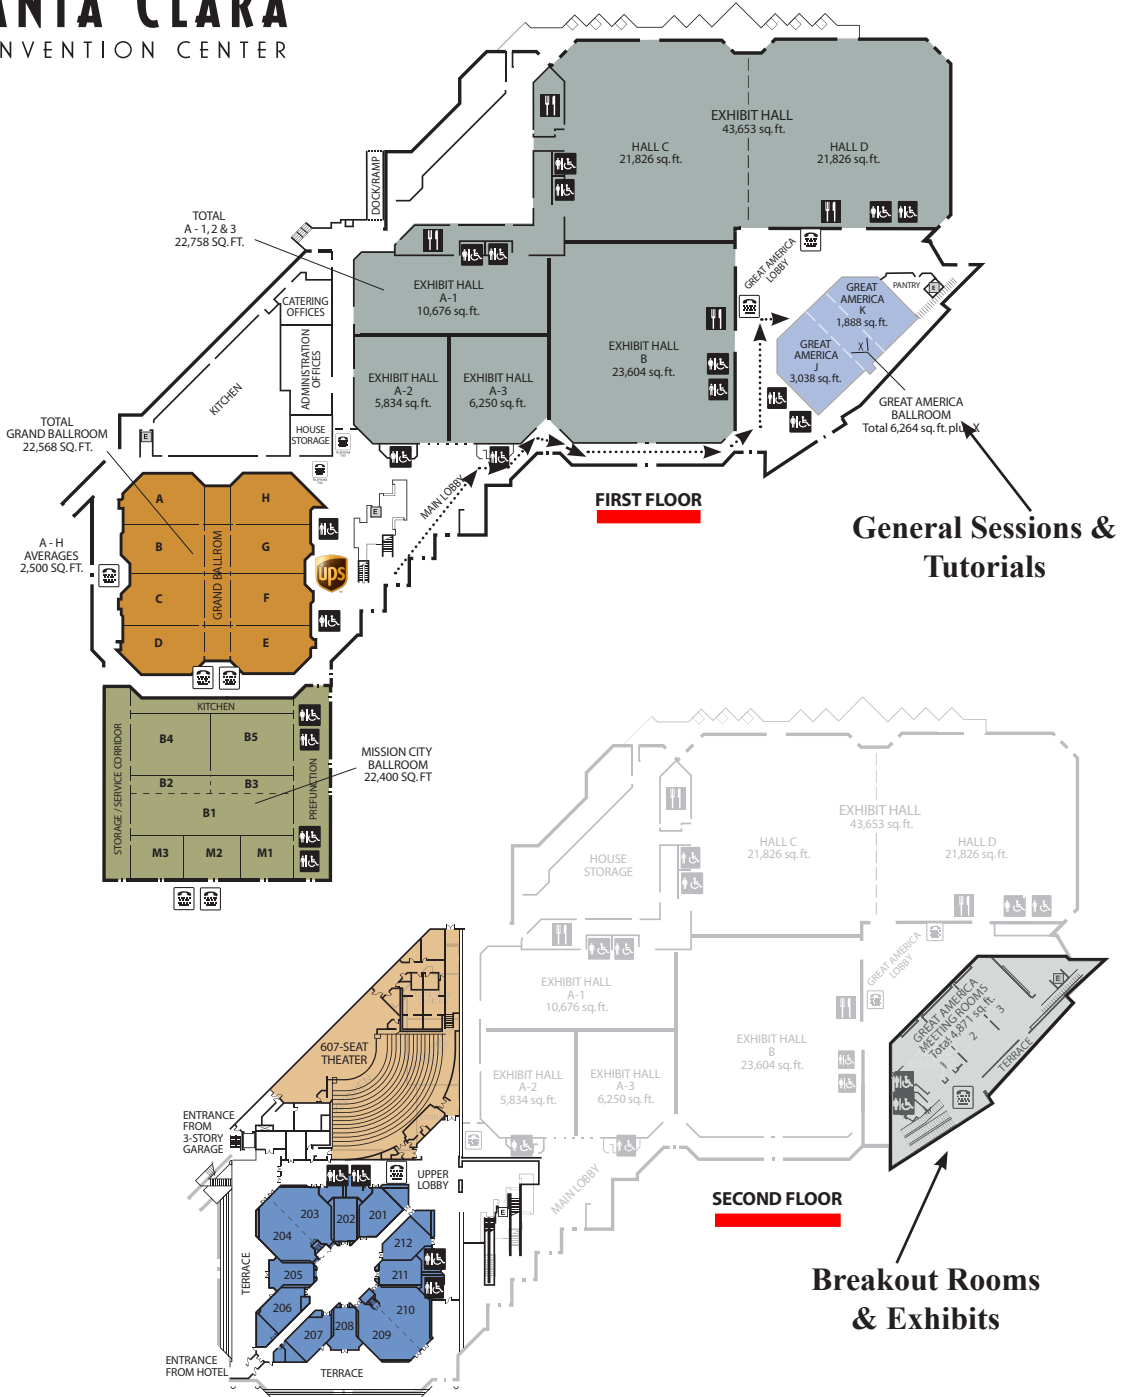 ANTA CLARA
NVENTION CENTER
EXHIBIT HALL
43,653 sq. ft.
HALL C
21,826 sq. ft.
HALL D
21,826 sq. ft.
DOCK/RAMP
TOTAL
A - 1, 2 & 3
22,758 SQ. FT.
GREAT AMERICA
LOBBY
PANTRY
E
CATERING
OFFICES
EXHIBIT HALL
A-1
10,676 sq. ft.
GREAT
AMERICA
K
1,888 sq. ft.
ADMINISTRATION
OFFICES
KITCHEN
EXHIBIT HALL
B
23,604 sq. ft.
X
GREAT
AMERICA
J
3,038 sq. ft.
EXHIBIT HALL
A-2
5,834 sq. ft.
EXHIBIT HALL
A-3
6,250 sq. ft.
GREAT AMERICA
BALLROOM
Total 6,264 sq. ft. plus X
TOTAL
GRAND BALLROOM
22,568 SQ. FT.
E
HOUSE
STORAGE
MAIN LOBBY
FIRST FLOOR
General Sessions &
Tutorials
A
H
B
G
C
F
D
E
GRAND BALLROM
E
ups
A - H
AVERAGES
2,500 SQ. FT.
KITCHEN
B4
B5
B2
B3
B1
M3
M2
M1
STORAGE / SERVICE CORRIDOR
PREFUNCTION
MISSION CITY
BALLROOM
22,400 SQ. FT
EXHIBIT HALL
43,653 sq. ft.
HALL C
21,826 sq. ft.
HALL D
21,826 sq. ft.
HOUSE
STORAGE
GREAT AMERICA
LOBBY
EXHIBIT HALL
A-1
10,676 sq. ft.
EXHIBIT HALL
B
23,604 sq. ft.
EXHIBIT HALL
A-2
5,834 sq. ft.
EXHIBIT HALL
A-3
6,250 sq. ft.
GREAT AMERICA
MEETING ROOMS
Total 4,871 sq. ft.
1
2
3
E
TERRACE
MAIN LOBBY
607-SEAT
THEATER
ENTRANCE
FROM
3-STORY
GARAGE
UPPER
LOBBY
E
SECOND FLOOR
Breakout Rooms
& Exhibits
203
202
201
204
212
205
211
206
210
207
208
209
TERRACE
ENTRANCE
FROM HOTEL
TERRACE